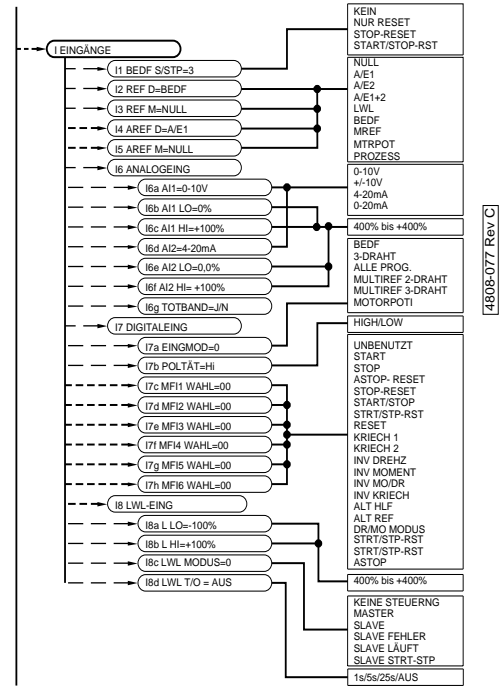 I EINGÄNGE
I1 BEDF S/STP=3
I2 REF D=BEDF
I3 REF M=NULL
I4 AREF D=A/E1
I5 AREF M=NULL
I6 ANALOGEING
I6a AI1=0-10V
I6b AI1 LO=0%
I6c AI1 HI=+100%
I6d AI2=4-20mA
I6e AI2 LO=0,0%
I6f AI2 HI= +100%
I6g TOTBAND=J/N
I7 DIGITALEING
I7a EINGMOD=0
I7b POLTÄT=Hi
I7c MFI1 WAHL=00
I7d MFI2 WAHL=00
I7e MFI3 WAHL=00
I7f MFI4 WAHL=00
I7g MFI5 WAHL=00
I7h MFI6 WAHL=00
I8 LWL-EING
I8a L LO=-100%
I8b L HI=+100%
I8c LWL MODUS=0
I8d LWL T/O = AUS
KEIN
NUR RESET
STOP-RESET
START/STOP-RST
NULL
A/E1
A/E2
A/E1+2
LWL
BEDF
MREF
MTRPOT
PROZESS
0-10V
+/-10V
4-20mA
0-20mA
400% bis +400%
BEDF
3-DRAHT
ALLE PROG.
MULTIREF 2-DRAHT
MULTIREF 3-DRAHT
MOTORPOTI
HIGH/LOW
UNBENUTZT
START
STOP
ASTOP- RESET
STOP-RESET
START/STOP
STRT/STP-RST
RESET
KRIECH 1
KRIECH 2
INV DREHZ
INV MOMENT
INV MO/DR
INV KRIECH
ALT HLF
ALT REF
DR/MO MODUS
STRT/STP-RST
STRT/STP-RST
ASTOP
400% bis +400%
KEINE STEUERNG
MASTER
SLAVE
SLAVE FEHLER
SLAVE LÄUFT
SLAVE STRT-STP
1s/5s/25s/AUS
4808-077 Rev C